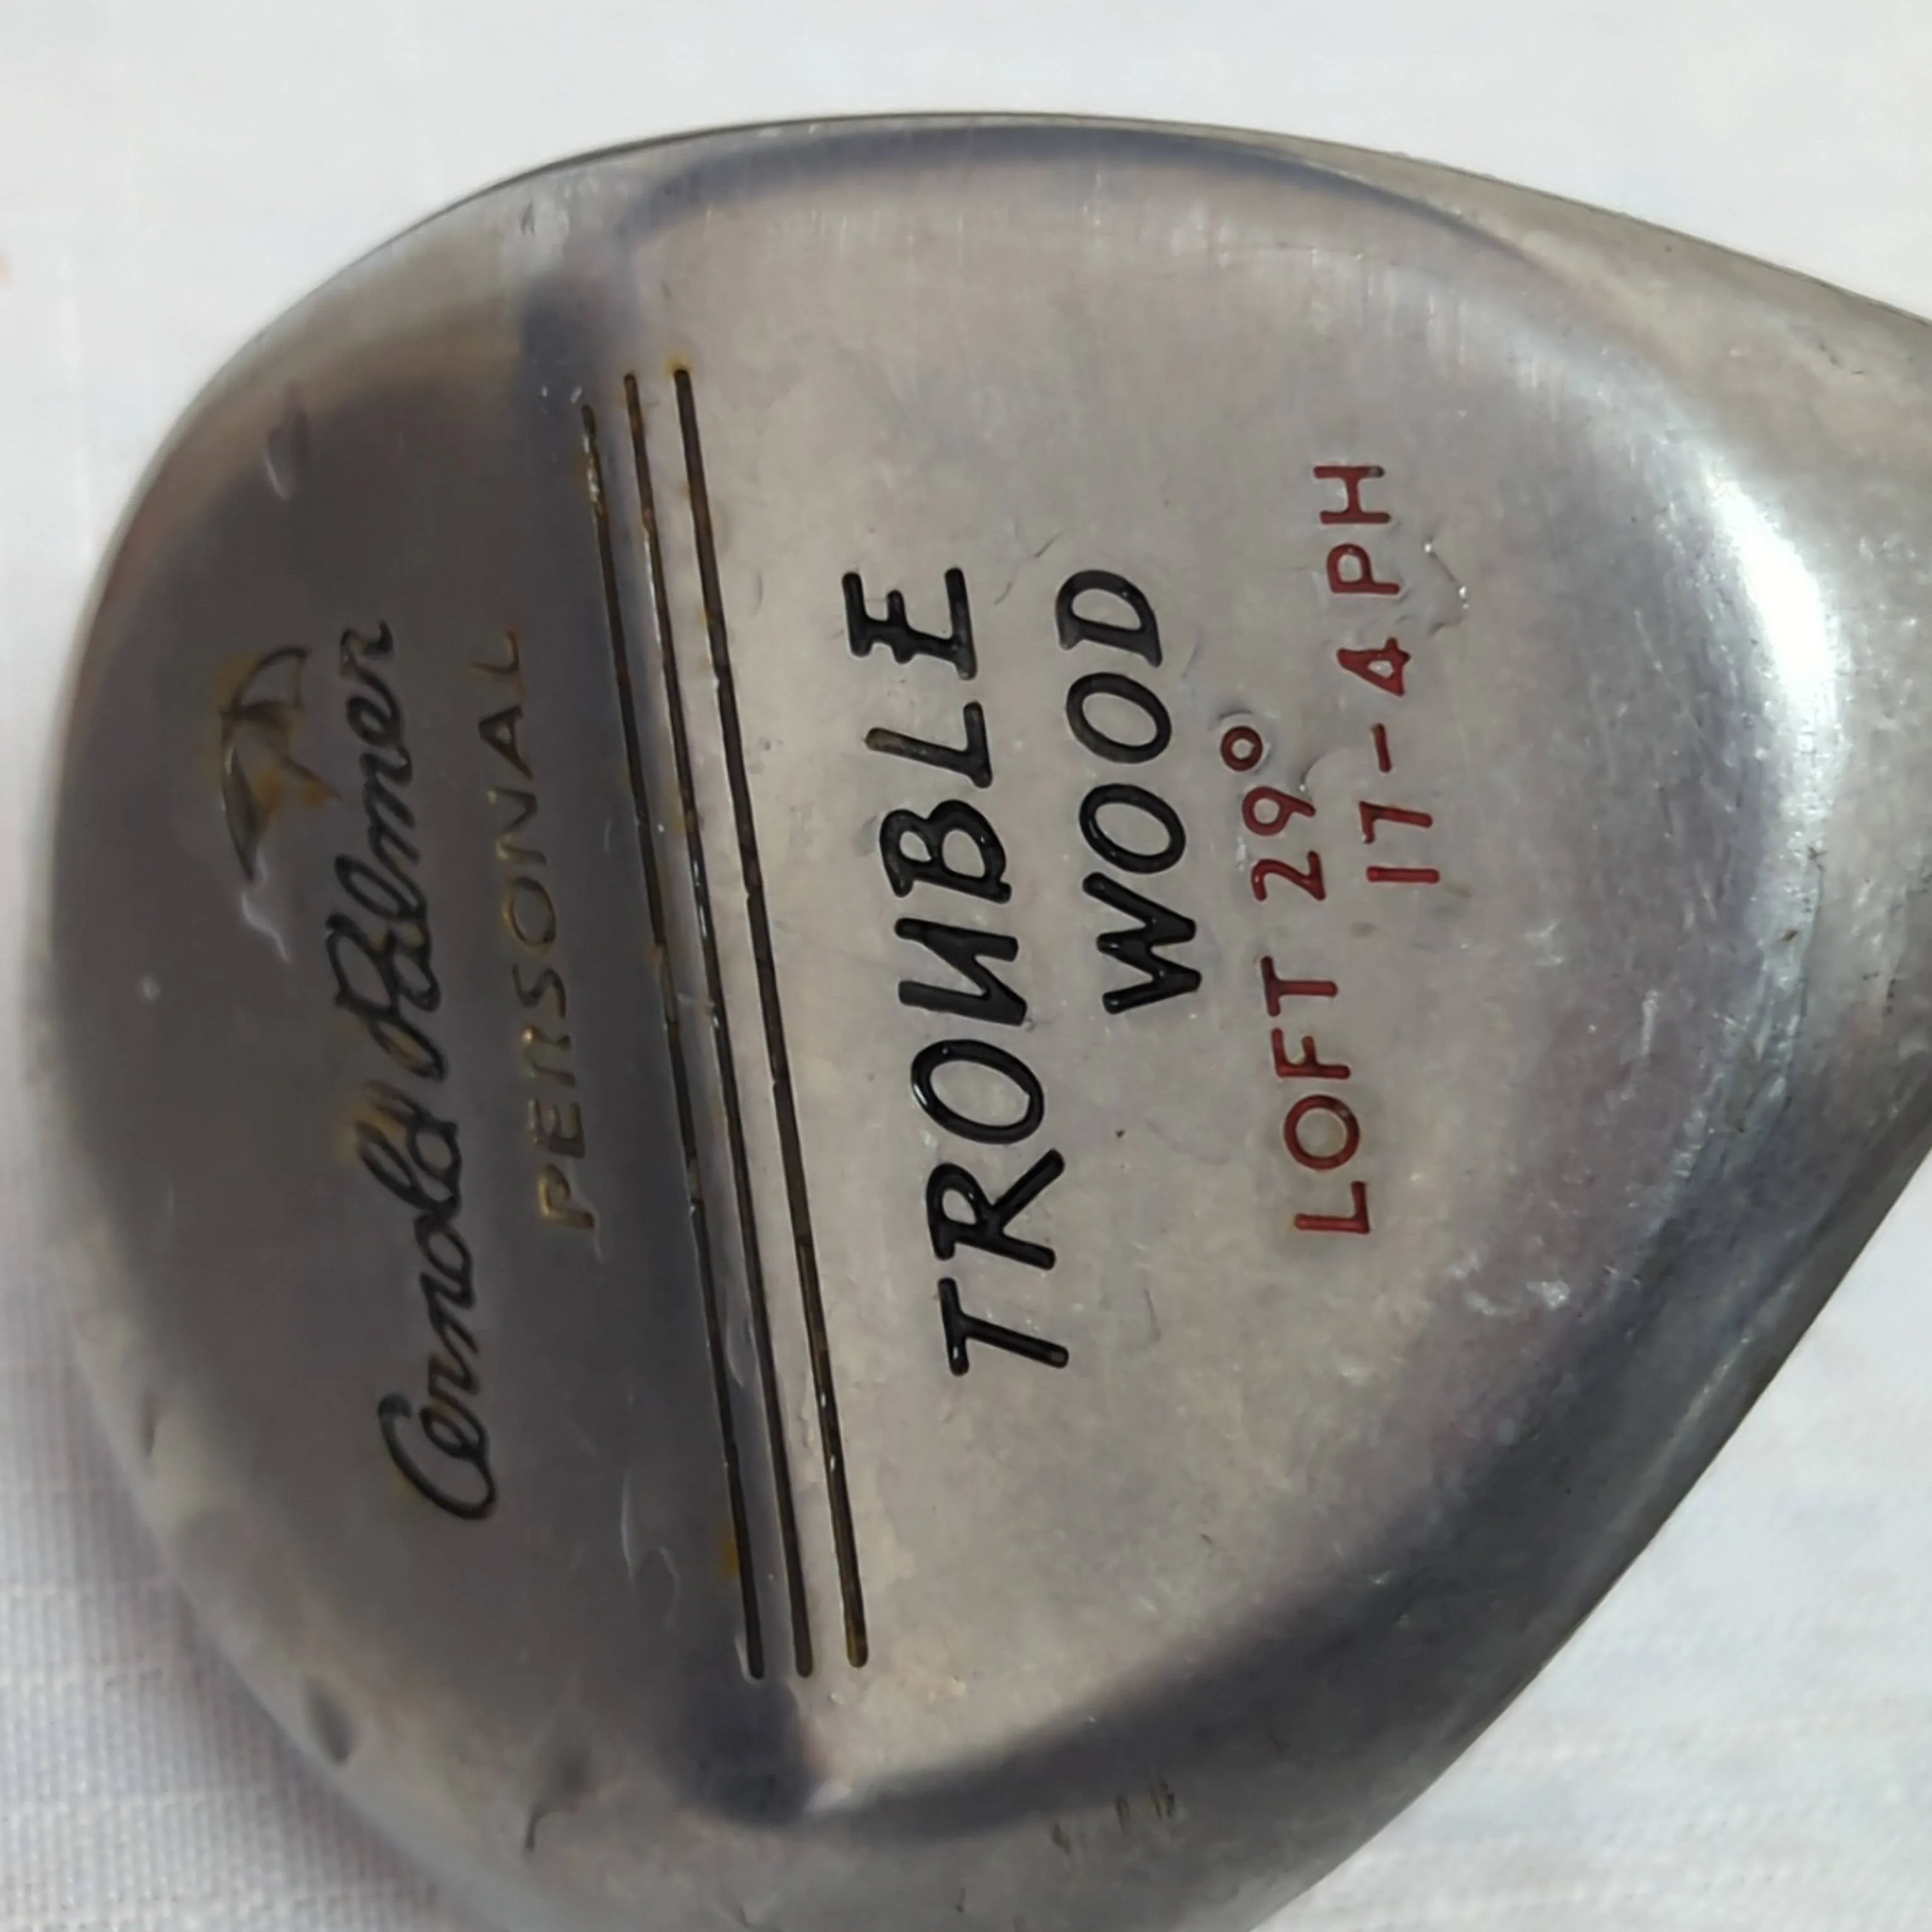 Arnold Palmer
PERSONAL
TROUBLE
WOOD
LOFT 29°
17-4 PH